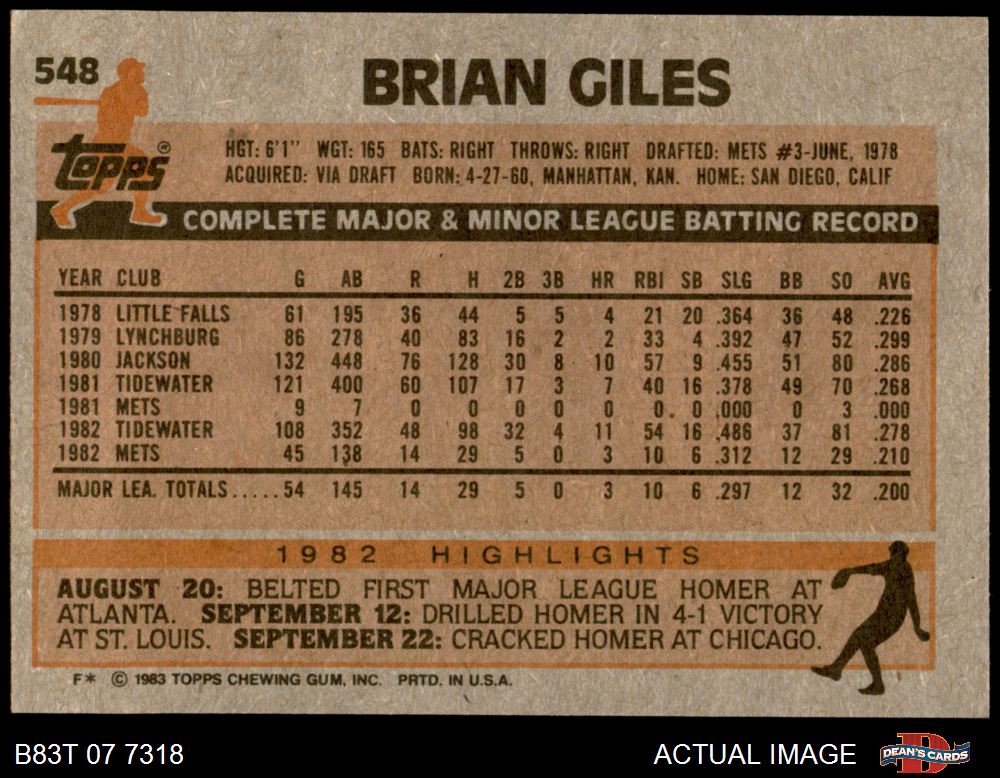 548
BRIAN GILES
topps®
HGT: 6'1" WGT: 165 BATS: RIGHT THROWS: RIGHT DRAFTED: METS #3-JUNE, 1978
ACQUIRED: VIA DRAFT BORN: 4-27-60, MANHATTAN, KAN. HOME: SAN DIEGO, CALIF
COMPLETE MAJOR & MINOR LEAGUE BATTING RECORD
YEAR CLUB G AB R H 2B 3B HR RBI SB SLG BB SO AVG
1978 LITTLE FALLS 61 195 36 44 5 5 4 21 20 .364 36 48 .226
1979 LYNCHBURG 86 278 40 83 16 2 2 33 4 .392 47 52 .299
1980 JACKSON 132 448 76 128 30 8 10 57 9 .455 51 80 .286
1981 TIDEWATER 121 400 60 107 17 3 7 40 16 .378 49 70 .268
1981 METS 9 7 0 0 0 0 0 0 0 .000 0 3 .000
1982 TIDEWATER 108 352 48 98 32 4 11 54 16 .486 37 81 .278
1982 METS 45 138 14 29 5 0 3 10 6 .312 12 29 .210
MAJOR LEA. TOTALS.....54 145 14 29 5 0 3 10 6 .297 12 32 .200
1982 HIGHLIGHTS
AUGUST 20: BELTED FIRST MAJOR LEAGUE HOMER AT
ATLANTA. SEPTEMBER 12: DRILLED HOMER IN 4-1 VICTORY
AT ST. LOUIS. SEPTEMBER 22: CRACKED HOMER AT CHICAGO.
F* © 1983 TOPPS CHEWING GUM, INC. PRTD. IN U.S.A.
B83T 07 7318 ACTUAL IMAGE D DEAN'S CARDS